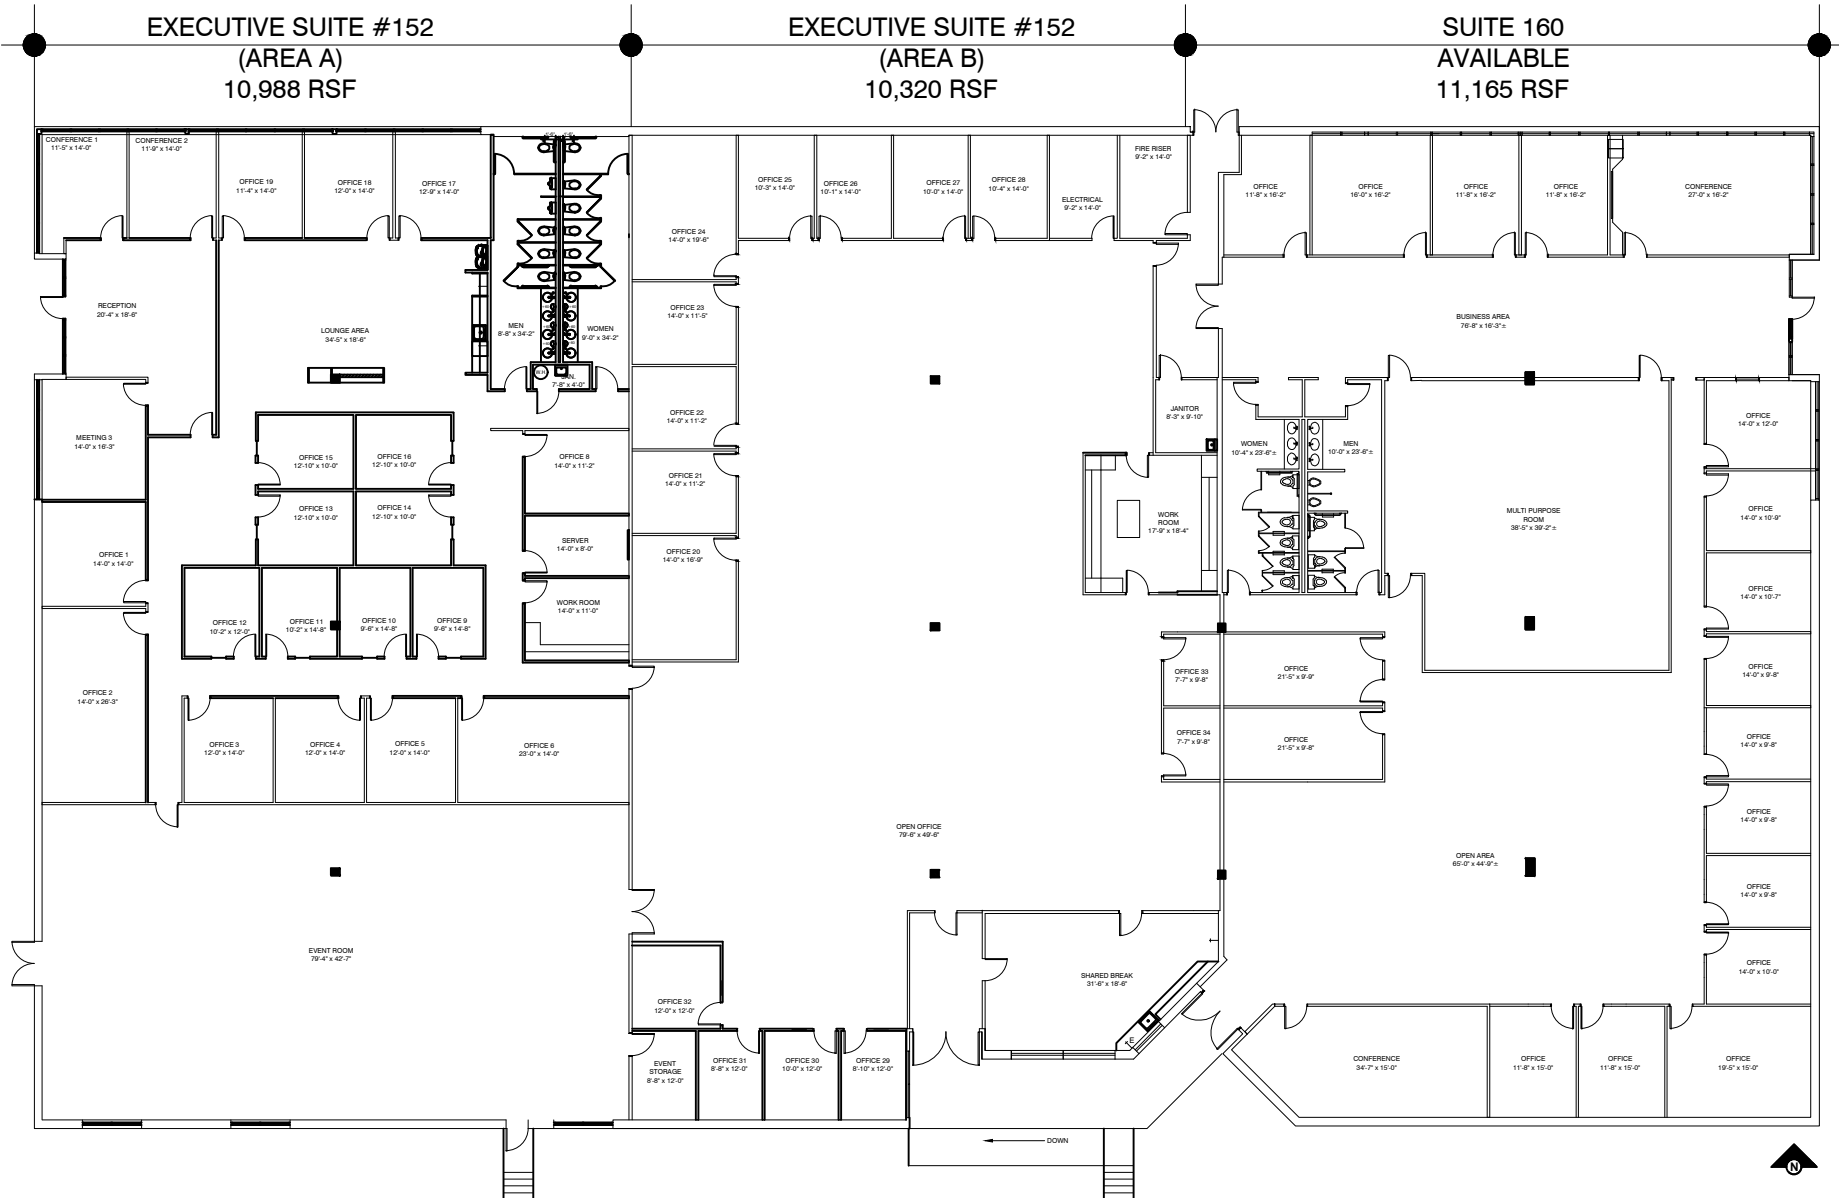 EXECUTIVE SUITE #152
(AREA A)
10,988 RSF
EXECUTIVE SUITE #152
(AREA B)
10,320 RSF
SUITE 160
AVAILABLE
11,165 RSF
CONFERENCE 1
11'-5" x 14'-0"
CONFERENCE 2
11'-9" x 14'-0"
OFFICE 19
11'-4" x 14'-0"
OFFICE 18
12'-0" x 14'-0"
OFFICE 17
12'-9" x 14'-0"
RECEPTION
20'-4" x 18'-6"
LOUNGE AREA
34'-5" x 18'-6"
MEN
8'-8" x 34'-2"
WOMEN
9'-0" x 34'-2"
W.H
JAN.
7'-8" x 4'-0"
MEETING 3
14'-0" x 16'-3"
OFFICE 15
12'-10" x 10'-0"
OFFICE 16
12'-10" x 10'-0"
OFFICE 13
12'-10" x 10'-0"
OFFICE 14
12'-10" x 10'-0"
OFFICE 8
14'-0" x 11'-2"
SERVER
14'-0" x 8'-0"
WORK ROOM
14'-0" x 11'-0"
OFFICE 1
14'-0" x 14'-0"
OFFICE 12
10'-2" x 12'-0"
OFFICE 11
10'-2" x 14'-8"
OFFICE 10
9'-6" x 14'-8"
OFFICE 9
9'-6" x 14'-8"
OFFICE 2
14'-0" x 26'-3"
OFFICE 3
12'-0" x 14'-0"
OFFICE 4
12'-0" x 14'-0"
OFFICE 5
12'-0" x 14'-0"
OFFICE 6
23'-0" x 14'-0"
EVENT ROOM
79'-4" x 42'-7"
OFFICE 24
14'-0" x 19'-6"
OFFICE 25
10'-3" x 14'-0"
OFFICE 26
10'-1" x 14'-0"
OFFICE 27
10'-0" x 14'-0"
OFFICE 28
10'-4" x 14'-0"
ELECTRICAL
9'-2" x 14'-0"
FIRE RISER
9'-2" x 14'-0"
OFFICE 23
14'-0" x 11'-5"
OFFICE 22
14'-0" x 11'-2"
OFFICE 21
14'-0" x 11'-2"
OFFICE 20
14'-0" x 16'-9"
JANITOR
8'-3" x 9'-10"
WORK
ROOM
17'-9" x 18'-4"
OFFICE 33
7'-7" x 9'-8"
OFFICE 34
7'-7" x 9'-8"
OPEN OFFICE
79'-6" x 49'-6"
OFFICE 32
12'-0" x 12'-0"
EVENT
STORAGE
8'-8" x 12'-0"
OFFICE 31
8'-8" x 12'-0"
OFFICE 30
10'-0" x 12'-0"
OFFICE 29
8'-10" x 12'-0"
SHARED BREAK
31'-6" x 18'-6"
E
DOWN
OFFICE
11'-8" x 16'-2"
OFFICE
16'-0" x 16'-2"
OFFICE
11'-8" x 16'-2"
OFFICE
11'-8" x 16'-2"
CONFERENCE
27'-0" x 16'-2"
BUSINESS AREA
76'-8" x 16'-3"±
WOMEN
10'-4" x 23'-6"±
MEN
10'-0" x 23'-6"±
MULTI PURPOSE
ROOM
38'-5" x 39'-2"±
OFFICE
14'-0" x 12'-0"
OFFICE
14'-0" x 10'-9"
OFFICE
14'-0" x 10'-7"
OFFICE
14'-0" x 9'-8"
OFFICE
14'-0" x 9'-8"
OFFICE
14'-0" x 9'-8"
OFFICE
14'-0" x 9'-8"
OFFICE
14'-0" x 10'-0"
OFFICE
21'-5" x 9'-9"
OFFICE
21'-5" x 9'-8"
OPEN AREA
65'-0" x 44'-9"±
CONFERENCE
34'-7" x 15'-0"
OFFICE
11'-8" x 15'-0"
OFFICE
11'-8" x 15'-0"
OFFICE
19'-5" x 15'-0"
N